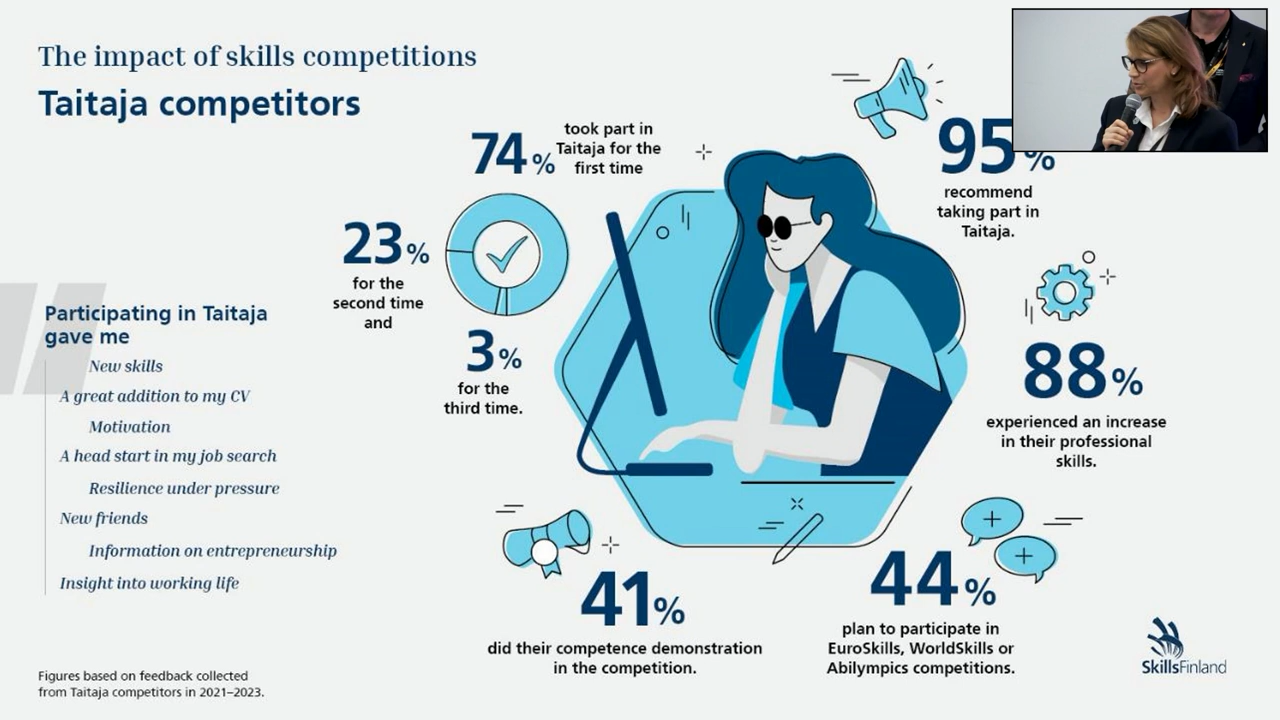 The impact of skills competitions
Taitaja competitors
74%
took part in
Taitaja for the
first time
23%
for the
second time
and
3%
for the
third time.
95%
recommend
taking part in
Taitaja.
88%
experienced an increase
in their professional
skills.
Participating in Taitaja
gave me
New skills
A great addition to my CV
Motivation
A head start in my job search
Resilience under pressure
New friends
Information on entrepreneurship
Insight into working life
41%
did their competence demonstration
in the competition.
44%
plan to participate in
EuroSkills, WorldSkills or
Abilympics competitions.
Figures based on feedback collected
from Taitaja competitors in 2021–2023.
SkillsFinland